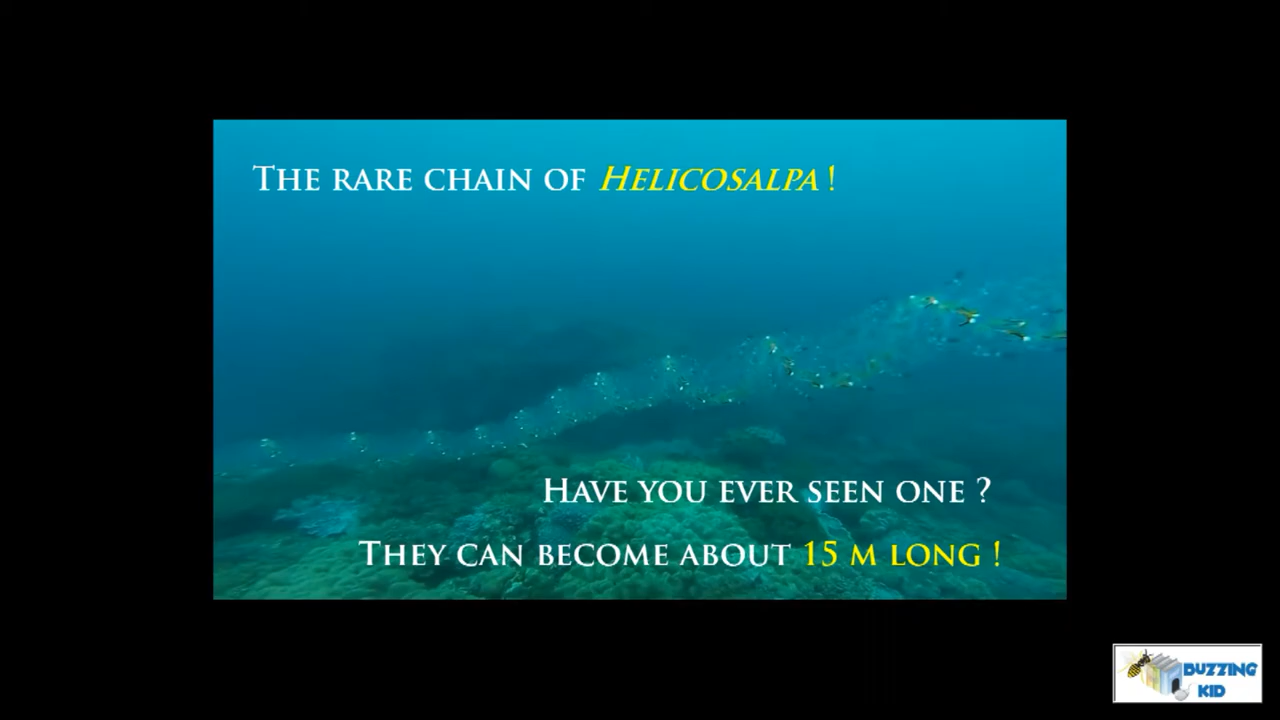 The rare chain of Helicosalpa !
Have you ever seen one ?
They can become about 15 m long !
BUZZING
KID